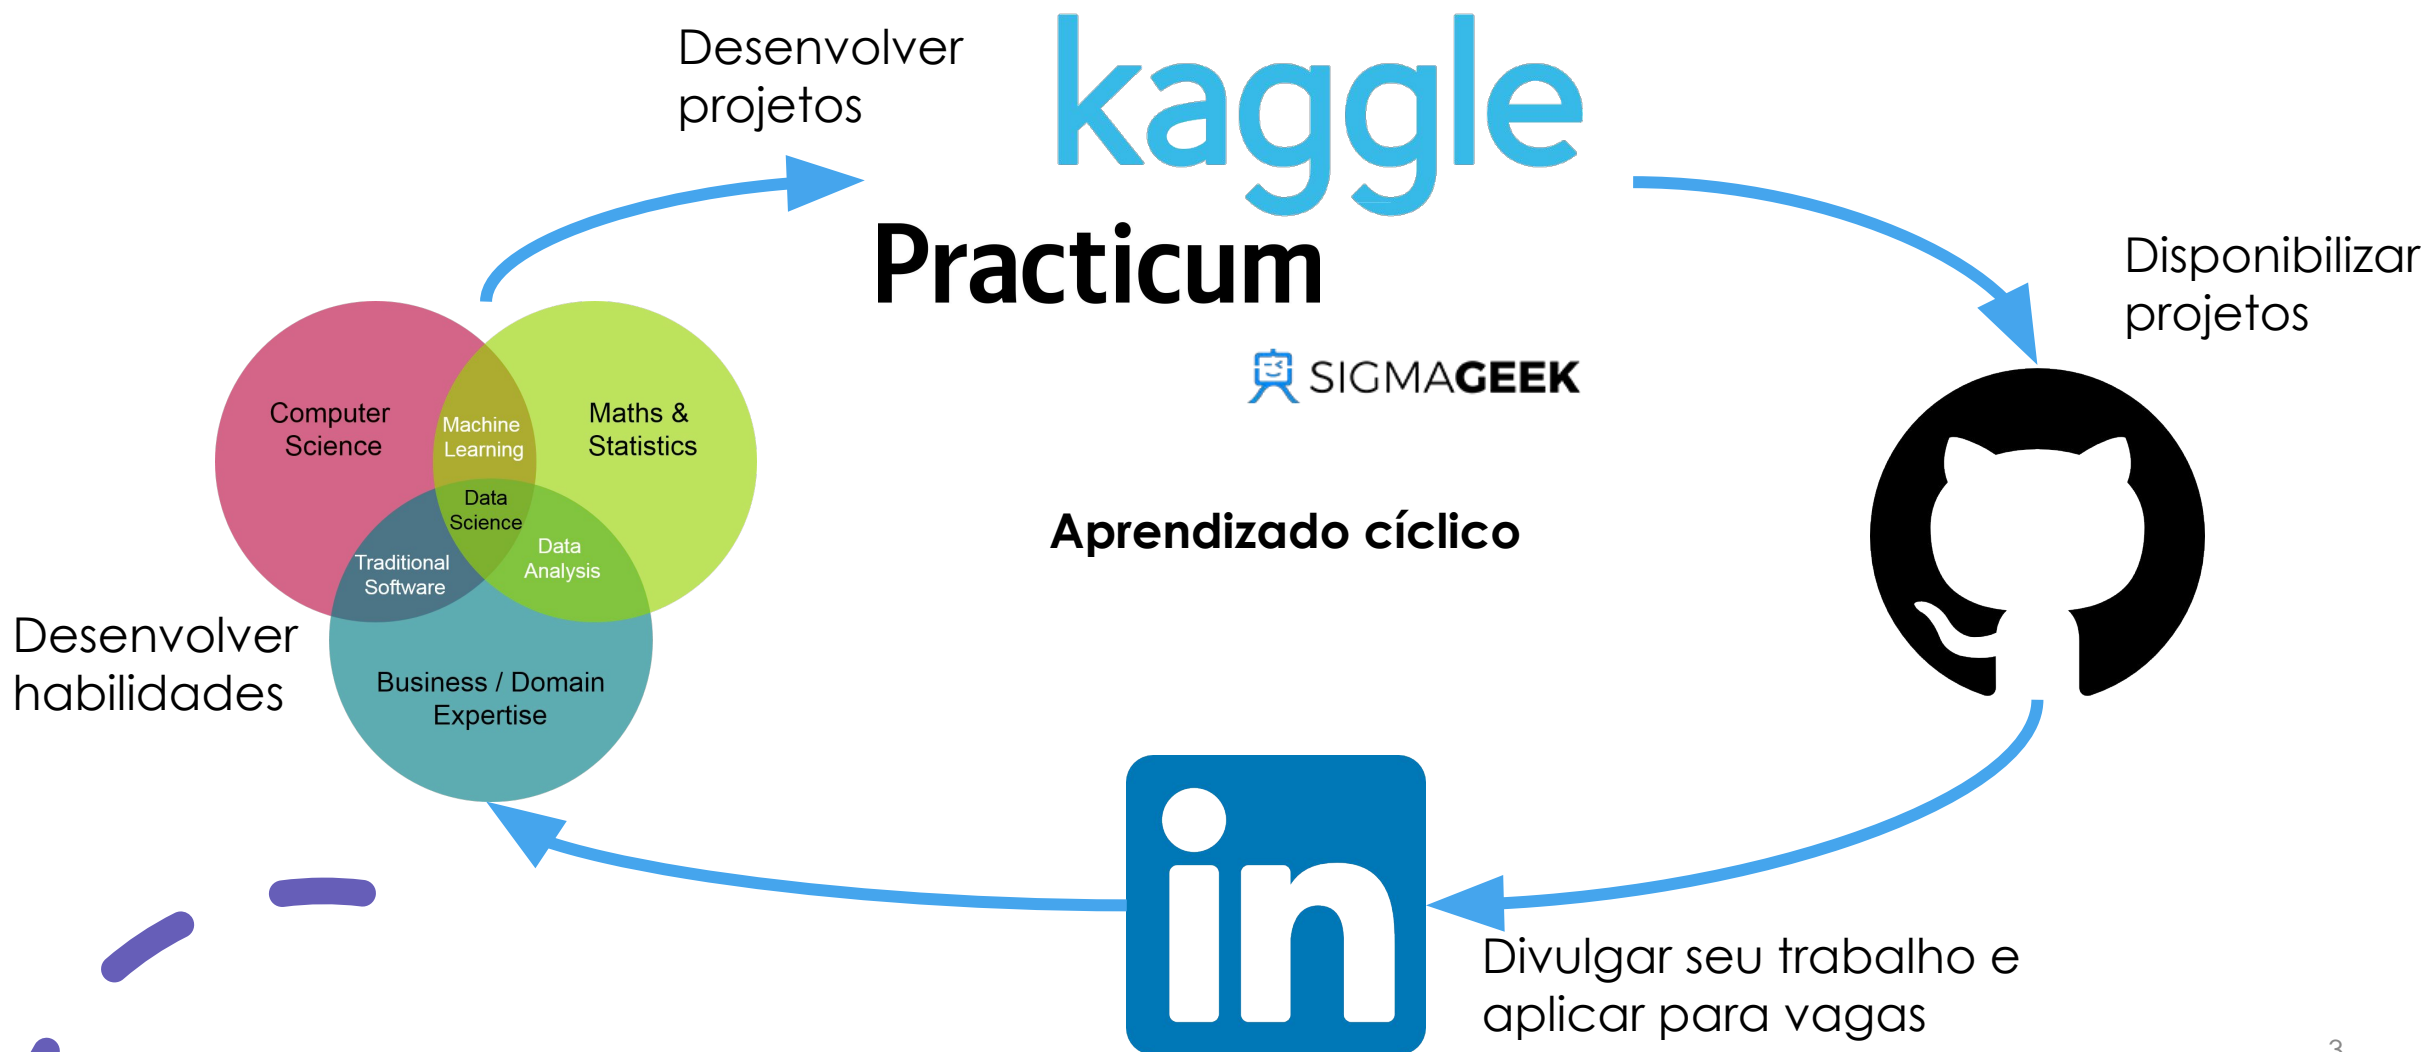 Desenvolver
projetos
kaggle
Practicum
SIGMAGEEK
Disponibilizar
projetos
Computer
Science
Machine
Learning
Maths &
Statistics
Data
Science
Traditional
Software
Data
Analysis
Business / Domain
Expertise
Desenvolver
habilidades
Aprendizado cíclico
in
Divulgar seu trabalho e
aplicar para vagas
3